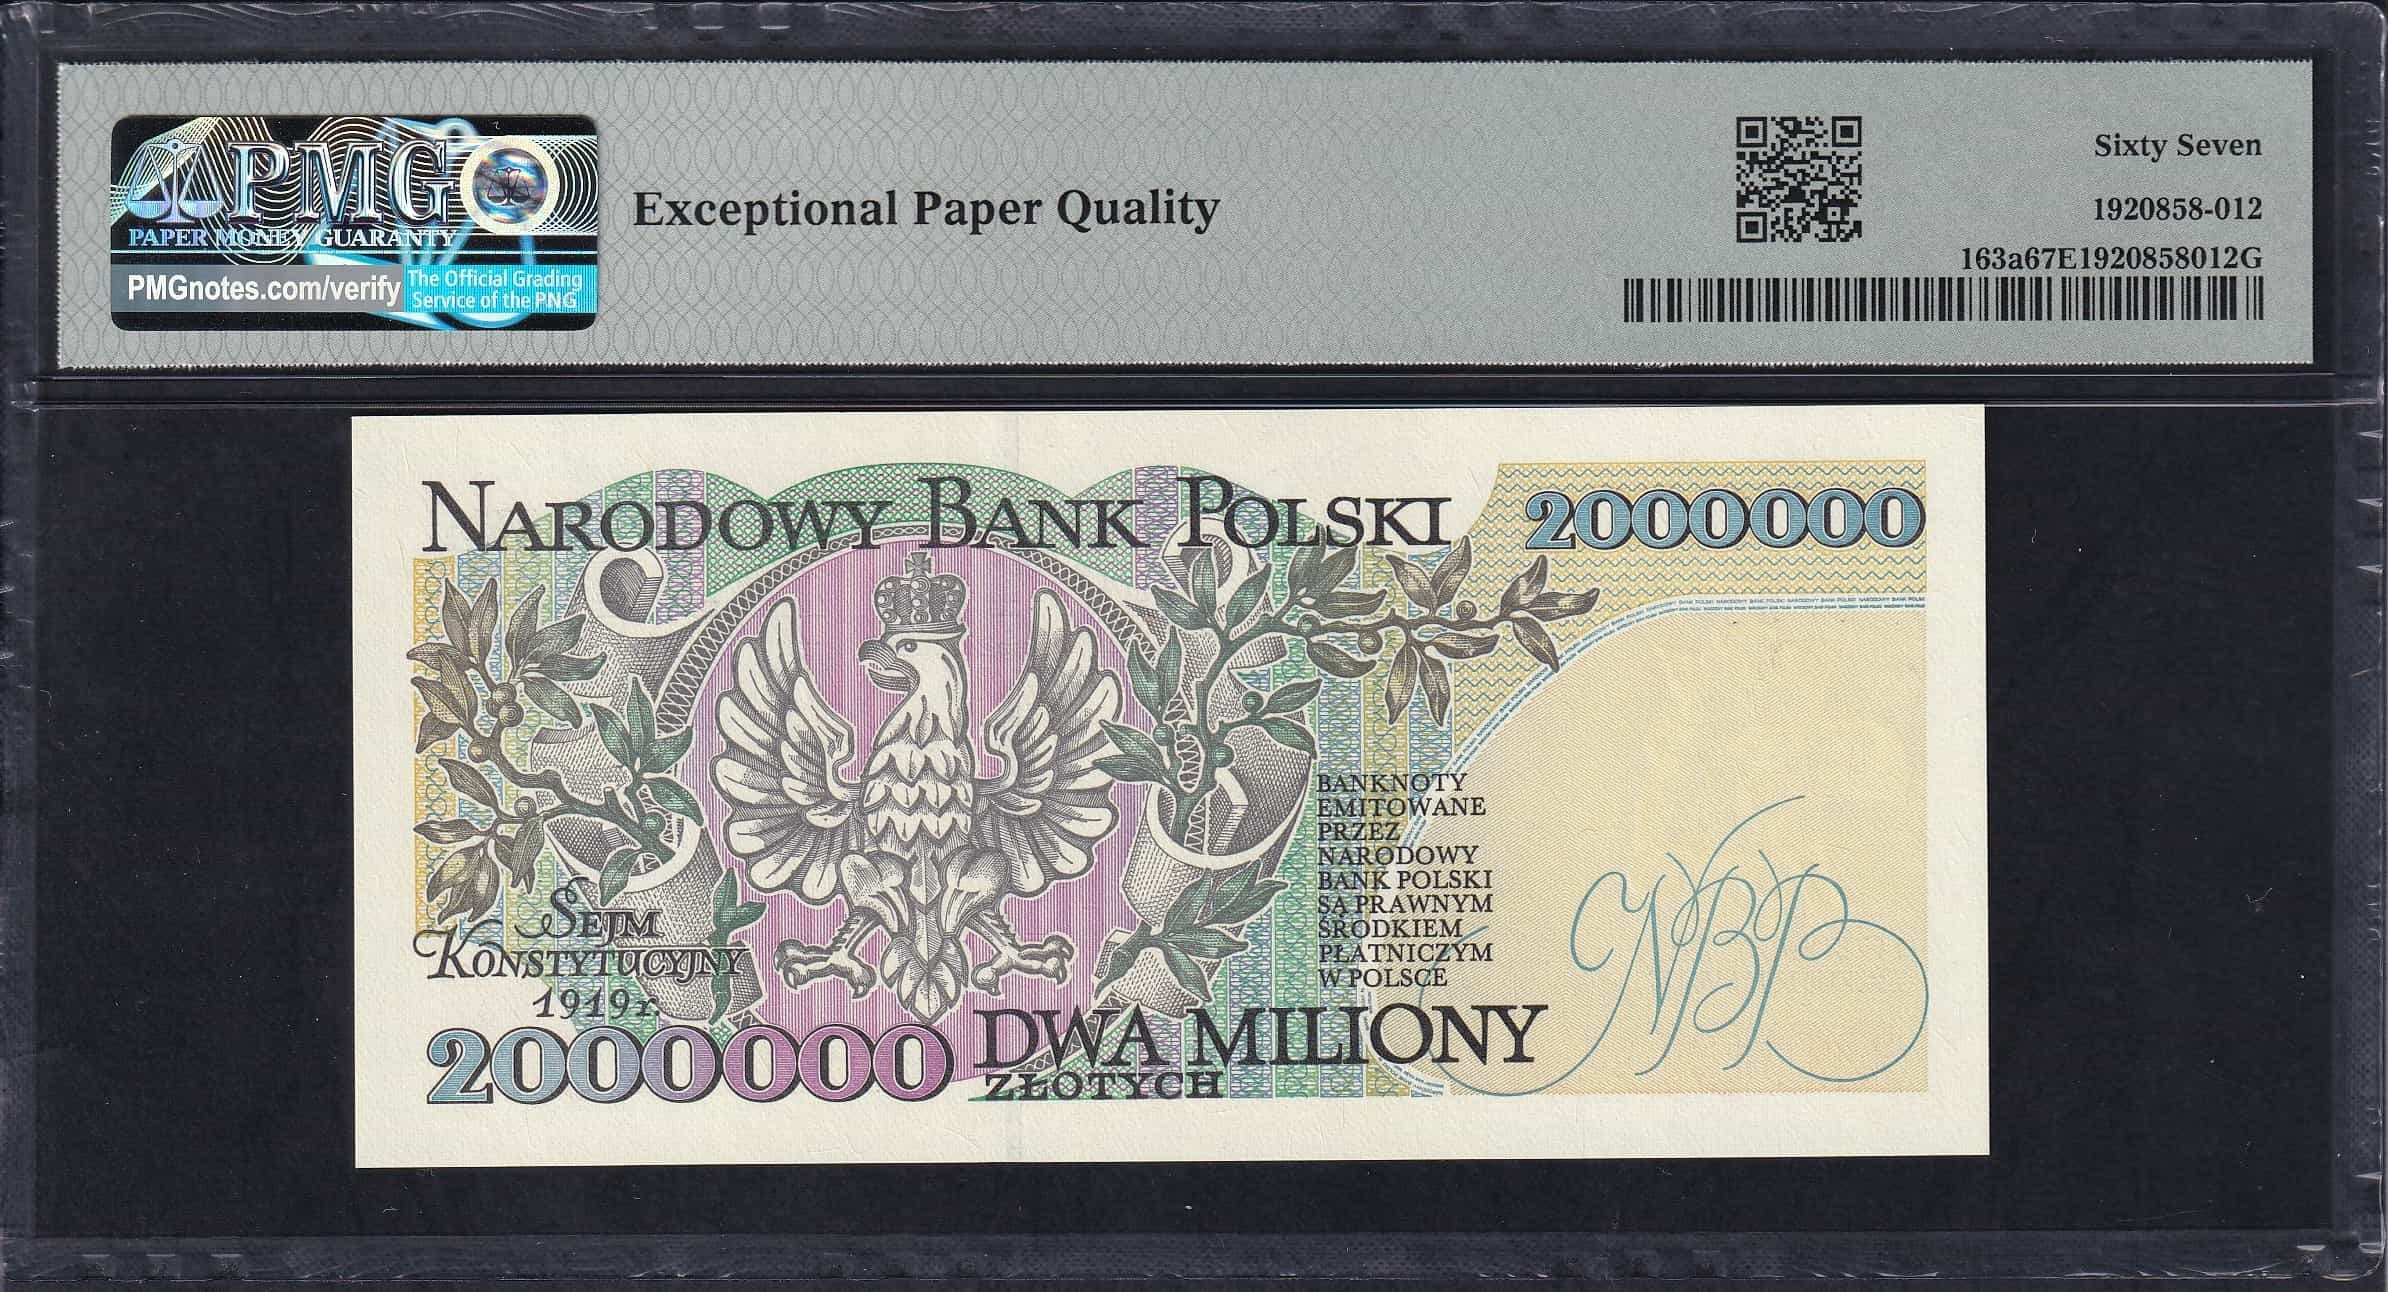 PMG
PAPER MONEY GUARANTY
PMGnotes.com/verify
The Official Grading
Service of the PNG
Exceptional Paper Quality
Sixty Seven
1920858-012
163a67E1920858012G
NARODOWY BANK POLSKI
2000000
BANKNOTY
EMITOWANE
PRZEZ
NARODOWY
BANK POLSKI
SĄ PRAWNYM
ŚRODKIEM
PŁATNICZYM
W POLSCE
SEJM
KONSTYTUCYJNY
1919 r.
2000000
DWA MILIONY
ZŁOTYCH
NBP